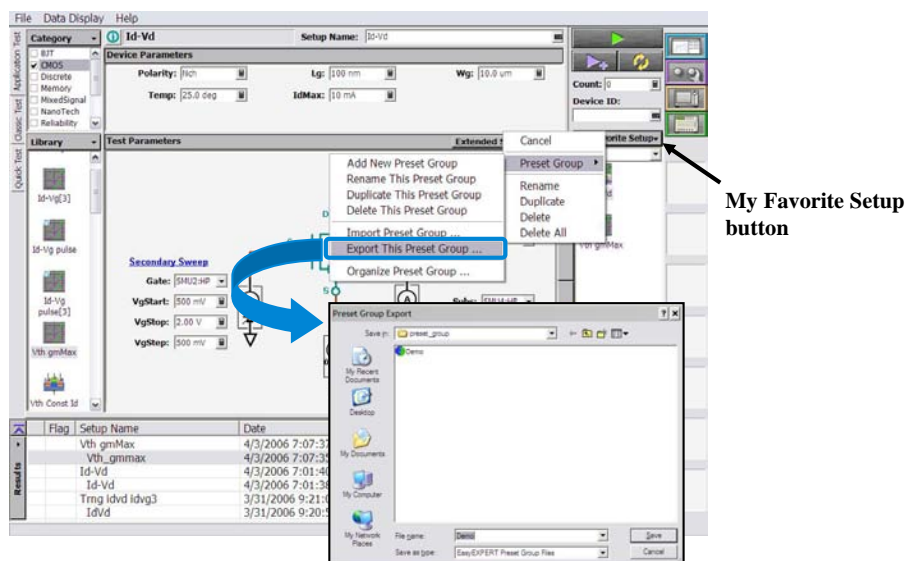 File Data Display Help
Category
BJT
CMOS
Discrete
Memory
MixedSignal
NanoTech
Reliability
Application Test
Classic Test
Quick Test
Id-Vd
Setup Name: Id-Vd
Device Parameters
Polarity: Nch
Lg: 100 nm
Wg: 10.0 um
Temp: 25.0 deg
IdMax: 10 mA
Count: 0
Device ID:
Library
Id-Vg[3]
Id-Vg pulse
Id-Vg pulse[3]
Vth gmMax
Vth Const Id
Test Parameters
Extended
Secondary Sweep
Gate: SMU2:HP
VgStart: 500 mV
VgStop: 2.00 V
VgStep: 500 mV
S
A
Subs: SMU4:HP
Cancel
Preset Group
Rename
Duplicate
Delete
Delete All
Add New Preset Group
Rename This Preset Group
Duplicate This Preset Group
Delete This Preset Group
Import Preset Group ...
Export This Preset Group ...
Organize Preset Group ...
Setup
Vth gmMax
My Favorite Setup
button
Preset Group Export
Save in: preset_group
Demo
My Recent Documents
Desktop
My Documents
My Computer
My Network Places
File name: Demo
Save
Save as type: EasyEXPERT Preset Group Files
Cancel
Results
Flag Setup Name Date
Vth gmMax 4/3/2006 7:07:37
Vth_gmmax 4/3/2006 7:07:35
Id-Vd 4/3/2006 7:01:40
Id-Vd 4/3/2006 7:01:38
Trng idvd idvg3 3/31/2006 9:21:0
IdVd 3/31/2006 9:20:5